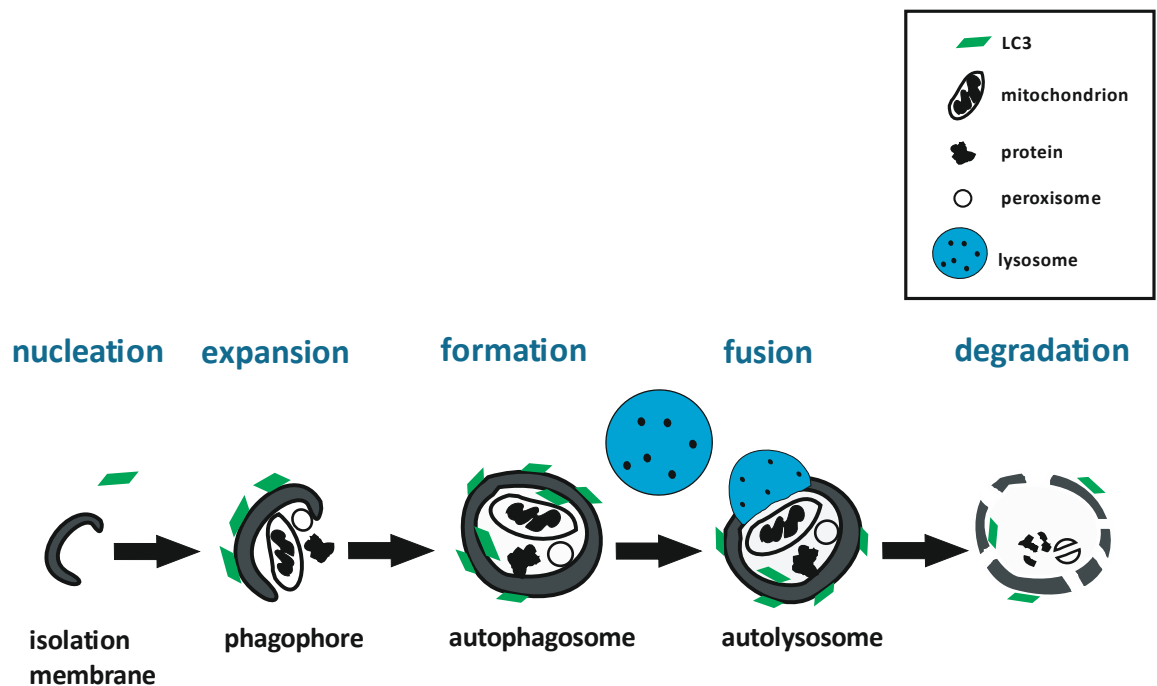 LC3
mitochondrion
protein
peroxisome
lysosome
nucleation
expansion
formation
fusion
degradation
isolation
membrane
phagophore
autophagosome
autolysosome